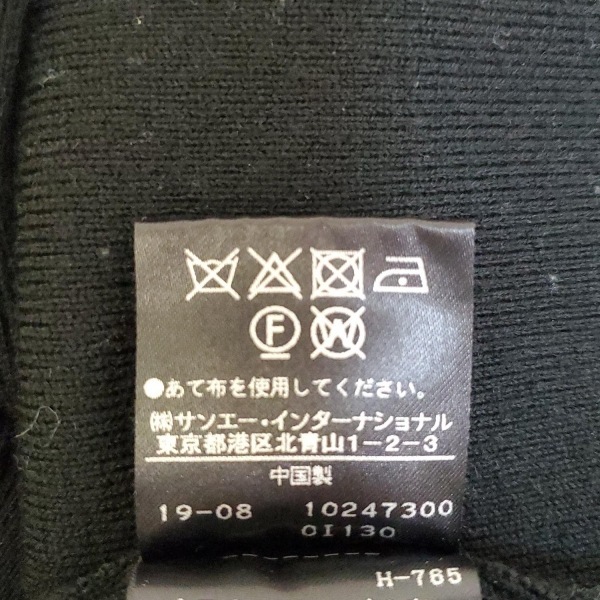 F W
●あて布を使用してください。
㈱サンエー・インターナショナル
東京都港区北青山1-2-3
中国製
19-08 10247300
CI130
H-765